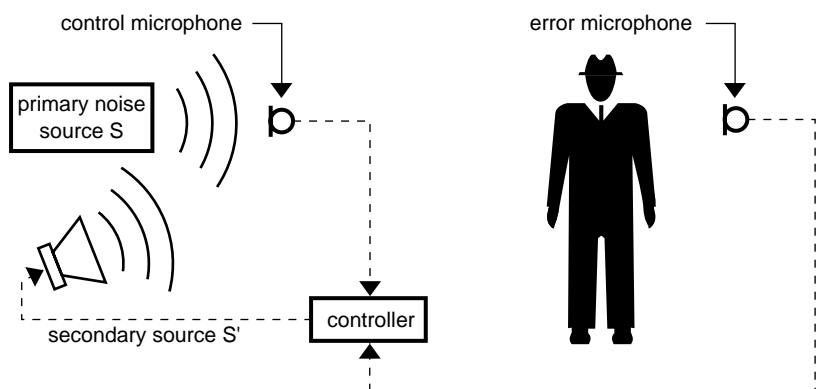 control microphone
error microphone
primary noise
source S
secondary source S'
controller